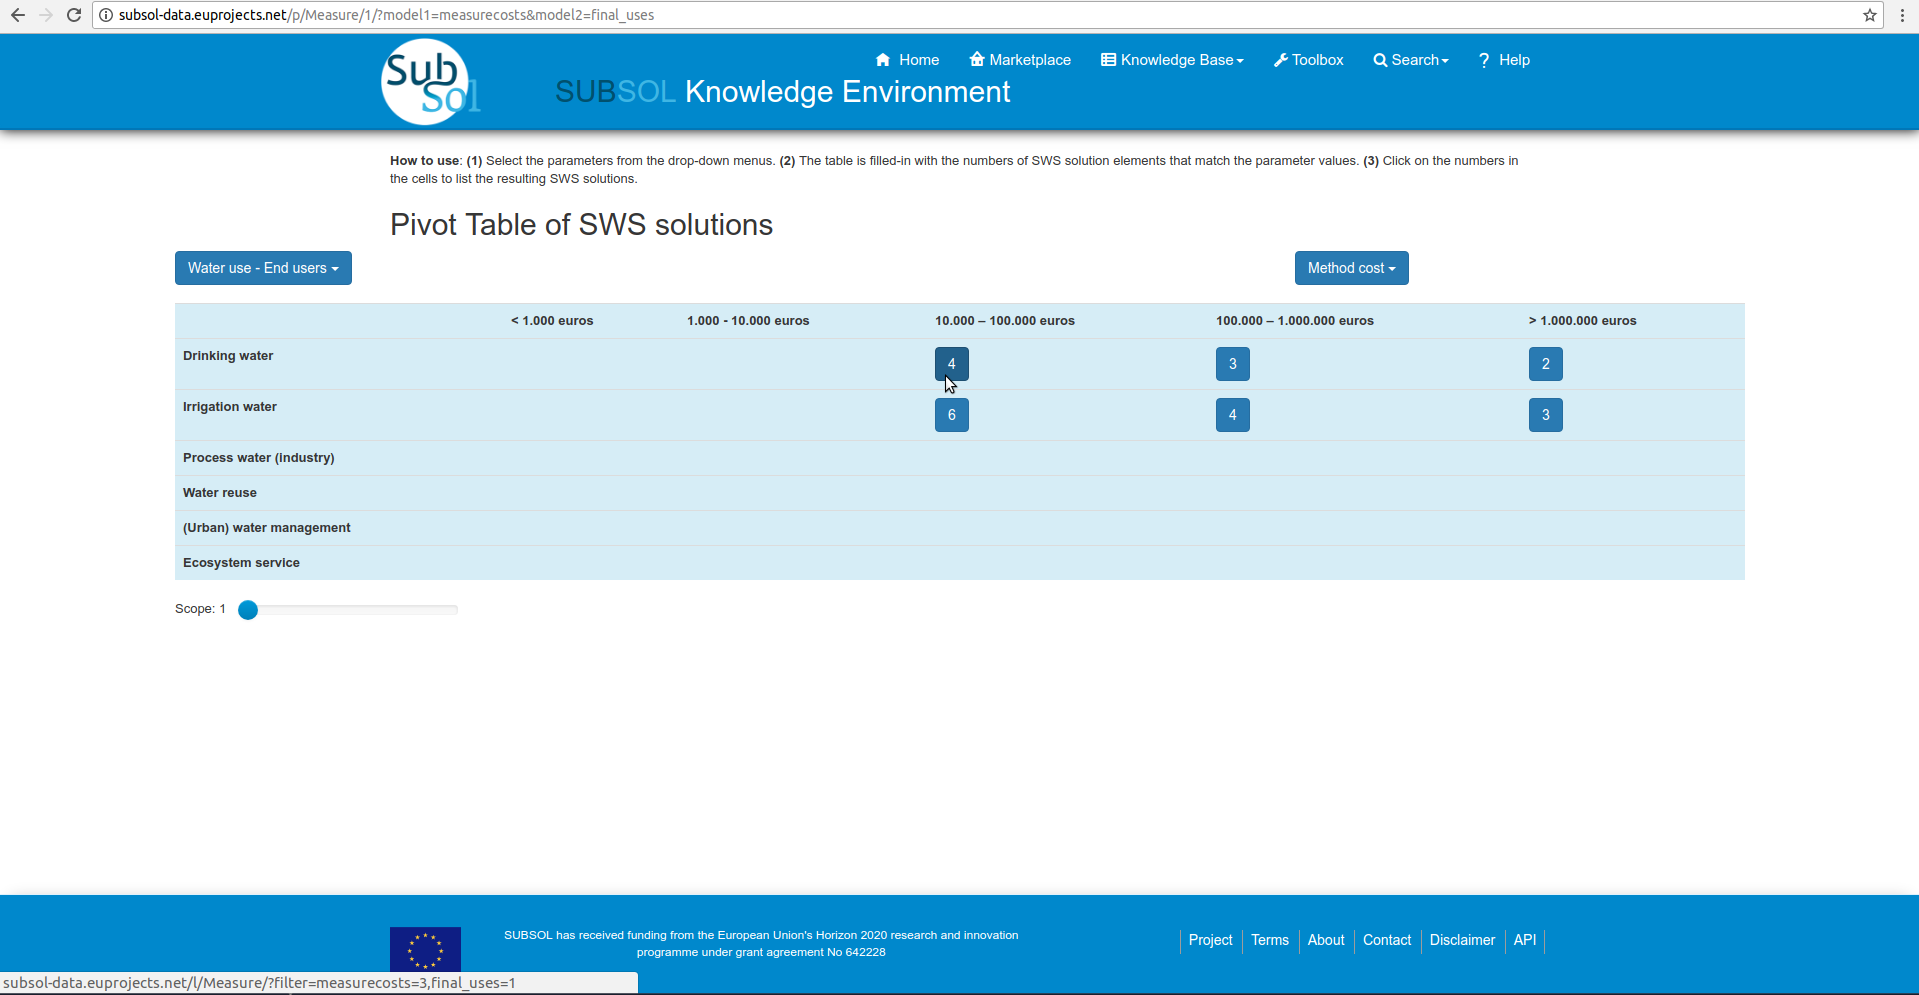 subsol-data.euprojects.net/p/Measure/1/?model1=measurecosts&model2=final_uses
Sub
Sol
Home Marketplace Knowledge Base Toolbox Search ? Help
SUBSOL Knowledge Environment
How to use: (1) Select the parameters from the drop-down menus. (2) The table is filled-in with the numbers of SWS solution elements that match the parameter values. (3) Click on the numbers in
the cells to list the resulting SWS solutions.
Pivot Table of SWS solutions
Water use - End users Method cost
< 1.000 euros 1.000 - 10.000 euros 10.000 – 100.000 euros 100.000 – 1.000.000 euros > 1.000.000 euros
Drinking water 4 3 2
Irrigation water 6 4 3
Process water (industry)
Water reuse
(Urban) water management
Ecosystem service
Scope: 1
SUBSOL has received funding from the European Union's Horizon 2020 research and innovation
programme under grant agreement No 642228
Project Terms About Contact Disclaimer API
subsol-data.euprojects.net/l/Measure/?filter=measurecosts=3,final_uses=1